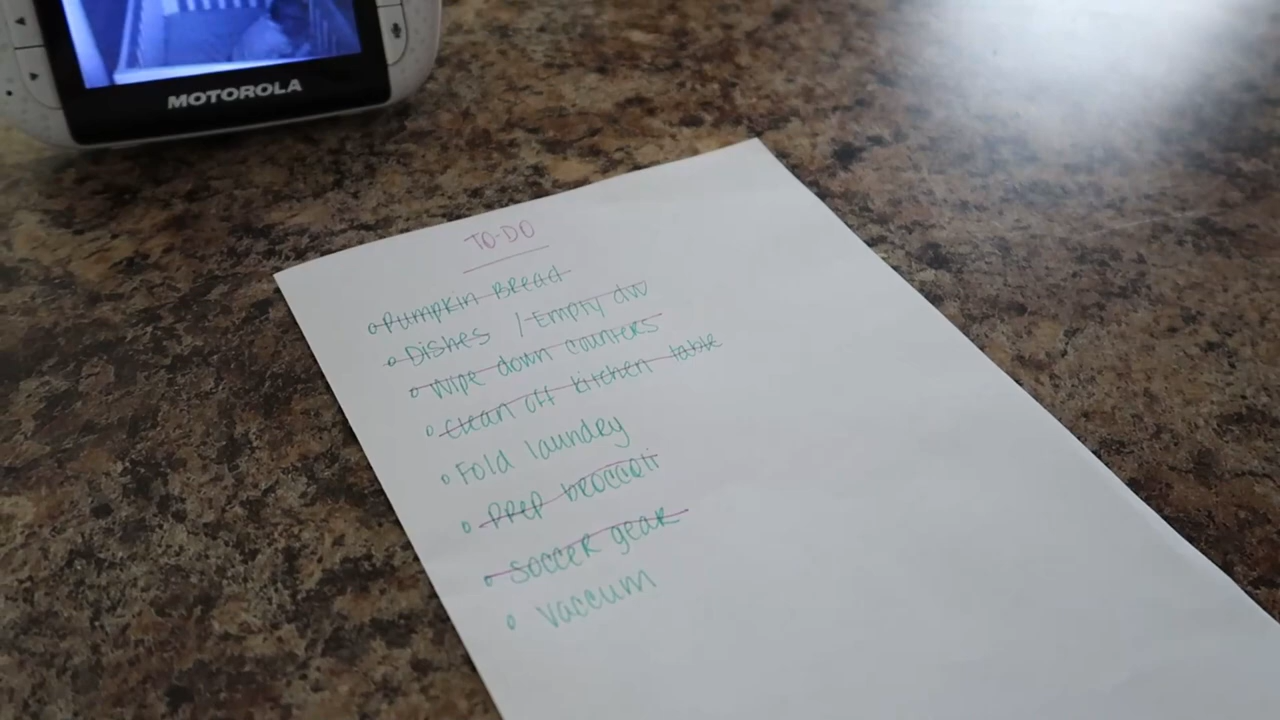 MOTOROLA
TO-DO
Pumpkin Bread
Dishes / Empty dw
Wipe down counters
Clean off kitchen table
Fold laundry
Prep broccoli
Soccer gear
Vaccum